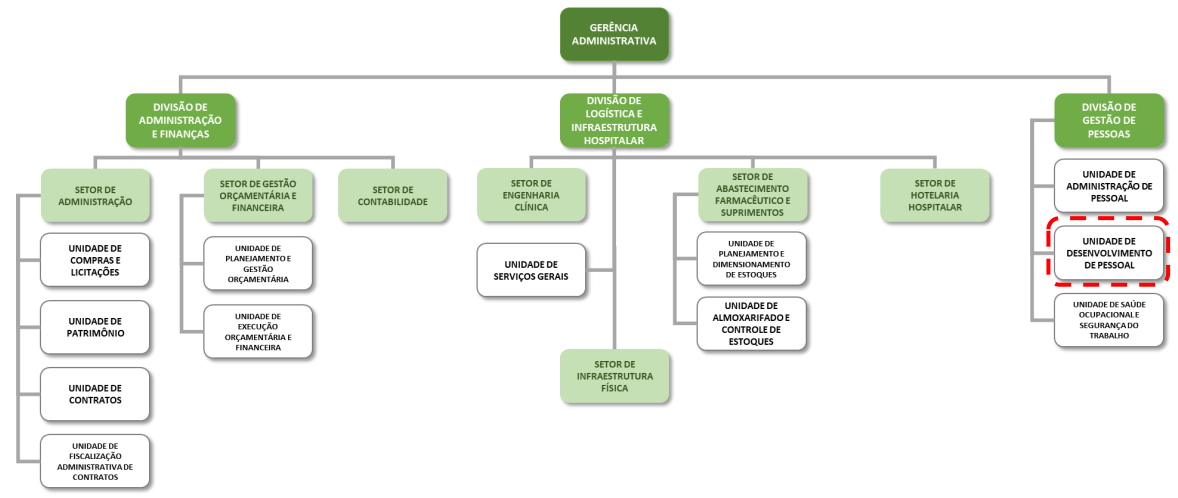 GERÊNCIA
ADMINISTRATIVA
DIVISÃO DE
ADMINISTRAÇÃO
E FINANÇAS
DIVISÃO DE
LOGÍSTICA E
INFRAESTRUTURA
HOSPITALAR
DIVISÃO DE
GESTÃO DE
PESSOAS
SETOR DE
ADMINISTRAÇÃO
SETOR DE GESTÃO
ORÇAMENTÁRIA E
FINANCEIRA
SETOR DE
CONTABILIDADE
SETOR DE
ENGENHARIA
CLÍNICA
SETOR DE
ABASTECIMENTO
FARMACÊUTICO E
SUPRIMENTOS
SETOR DE
HOTELARIA
HOSPITALAR
UNIDADE DE
ADMINISTRAÇÃO DE
PESSOAL
UNIDADE DE
COMPRAS E
LICITAÇÕES
UNIDADE DE
PLANEJAMENTO E
GESTÃO
ORÇAMENTÁRIA
UNIDADE DE
SERVIÇOS GERAIS
UNIDADE DE
PLANEJAMENTO E
DIMENSIONAMENTO
DE ESTOQUES
UNIDADE DE
DESENVOLVIMENTO
DE PESSOAL
UNIDADE DE
PATRIMÔNIO
UNIDADE DE
EXECUÇÃO
ORÇAMENTÁRIA E
FINANCEIRA
UNIDADE DE
ALMOXARIFADO E
CONTROLE DE
ESTOQUES
UNIDADE DE SAÚDE
OCUPACIONAL E
SEGURANÇA DO
TRABALHO
SETOR DE
INFRAESTRUTURA
FÍSICA
UNIDADE DE
CONTRATOS
UNIDADE DE
FISCALIZAÇÃO
ADMINISTRATIVA DE
CONTRATOS